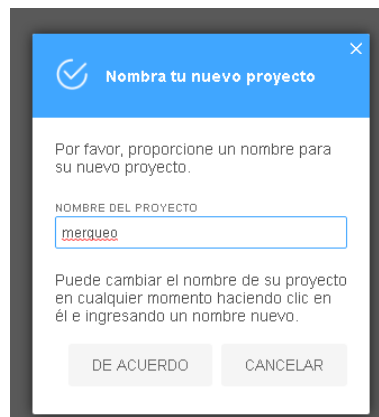 Nombra tu nuevo proyecto
Por favor, proporcione un nombre para
su nuevo proyecto.
NOMBRE DEL PROYECTO
merqueo
Puede cambiar el nombre de su proyecto
en cualquier momento haciendo clic en
él e ingresando un nombre nuevo.
DE ACUERDO CANCELAR